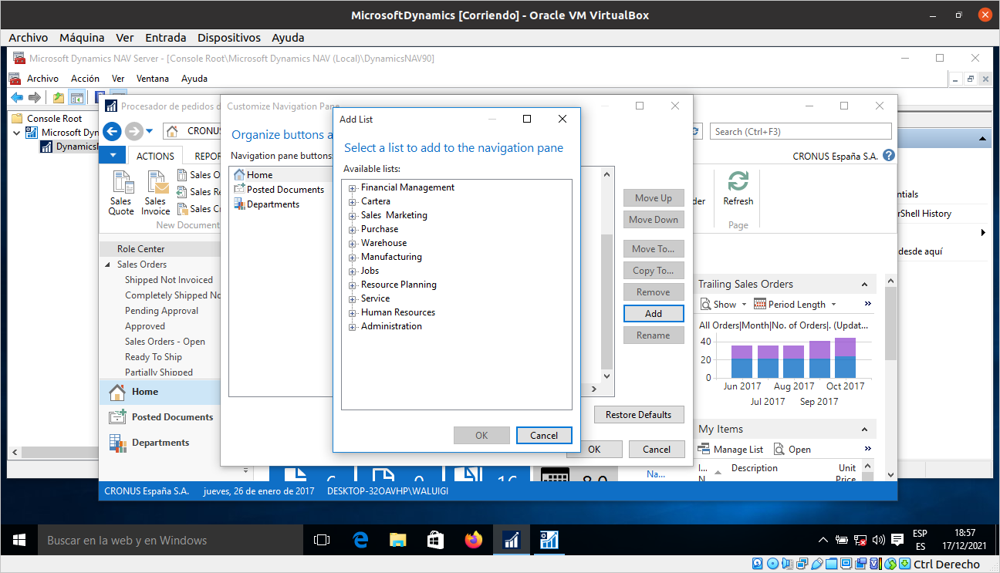 MicrosoftDynamics [Corriendo] - Oracle VM VirtualBox
Archivo Máquina Ver Entrada Dispositivos Ayuda
Microsoft Dynamics NAV Server - [Console Root\Microsoft Dynamics NAV (Local)\DynamicsNAV90]
Archivo Acción Ver Ventana Ayuda
Console Root
Microsoft Dyn
Dynamics
Procesador de pedidos d
CRONUS
Search (Ctrl+F3)
ACTIONS REPOR
CRONUS España S.A.
Sales Quote
Sales Invoice
Sales O
Sales Re
Sales C
New Document
der
Refresh
Page
Role Center
Sales Orders
Shipped Not Invoiced
Completely Shipped No
Pending Approval
Approved
Sales Orders - Open
Ready To Ship
Partially Shipped
Home
Posted Documents
Departments
Customize Navigation Pane
Organize buttons a
Navigation pane buttons:
Home
Posted Documents
Departments
Move Up
Move Down
Move To...
Copy To...
Remove
Add
Rename
Restore Defaults
OK
Cancel
Add List
Select a list to add to the navigation pane
Available lists:
Financial Management
Cartera
Sales Marketing
Purchase
Warehouse
Manufacturing
Jobs
Resource Planning
Service
Human Resources
Administration
OK Cancel
ntials
rShell History
desde aquí
Trailing Sales Orders
Show Period Length
All Orders|Month|No. of Orders|. (Updat...
40
20
0
Jun 2017 Aug 2017 Oct 2017
Jul 2017 Sep 2017
My Items
Manage List Open
I... Description Unit
N Price
Na...
CRONUS España S.A. jueves, 26 de enero de 2017 DESKTOP-32OAVHP\WALUIGI
Buscar en la web y en Windows
ESP
ES
18:57
17/12/2021
Ctrl Derecho